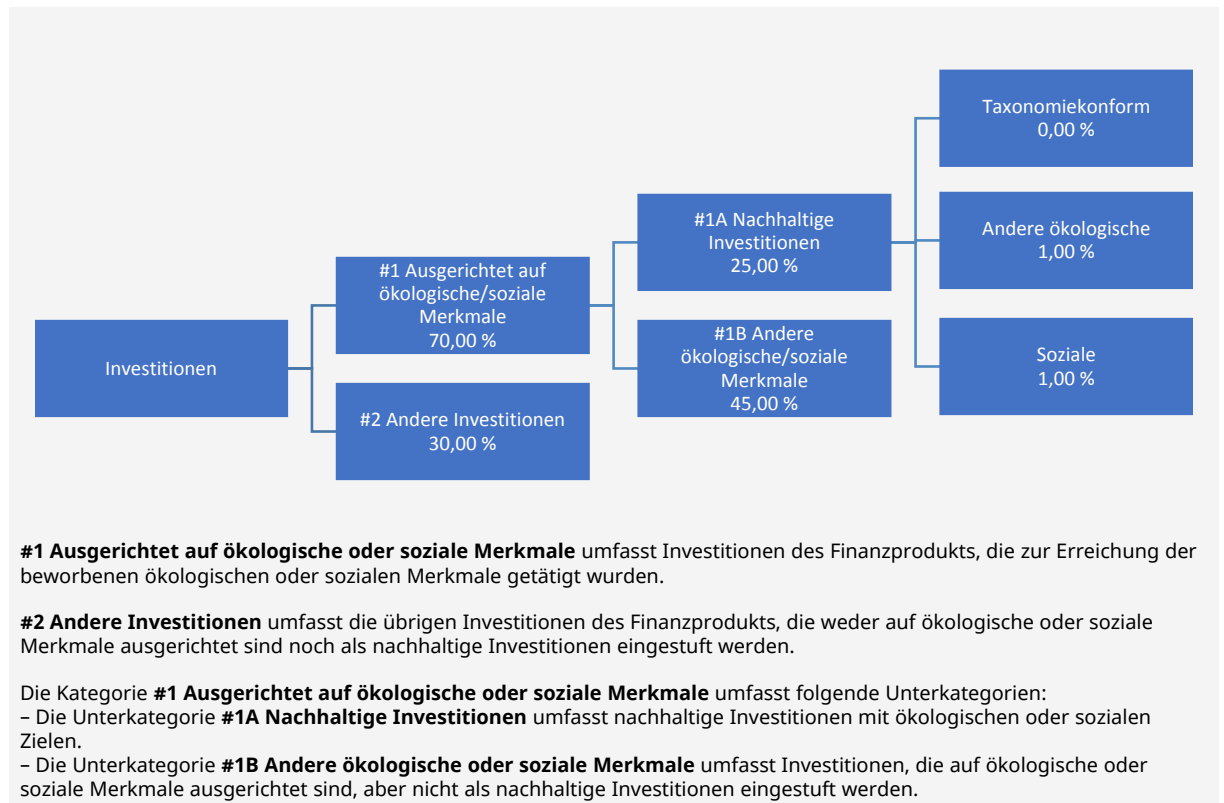 Investitionen
#1 Ausgerichtet auf
ökologische/soziale
Merkmale
70,00 %
#2 Andere Investitionen
30,00 %
#1A Nachhaltige
Investitionen
25,00 %
#1B Andere
ökologische/soziale
Merkmale
45,00 %
Taxonomiekonform
0,00 %
Andere ökologische
1,00 %
Soziale
1,00 %
#1 Ausgerichtet auf ökologische oder soziale Merkmale umfasst Investitionen des Finanzprodukts, die zur Erreichung der
beworbenen ökologischen oder sozialen Merkmale getätigt wurden.
#2 Andere Investitionen umfasst die übrigen Investitionen des Finanzprodukts, die weder auf ökologische oder soziale
Merkmale ausgerichtet sind noch als nachhaltige Investitionen eingestuft werden.
Die Kategorie #1 Ausgerichtet auf ökologische oder soziale Merkmale umfasst folgende Unterkategorien:
– Die Unterkategorie #1A Nachhaltige Investitionen umfasst nachhaltige Investitionen mit ökologischen oder sozialen
Zielen.
– Die Unterkategorie #1B Andere ökologische oder soziale Merkmale umfasst Investitionen, die auf ökologische oder
soziale Merkmale ausgerichtet sind, aber nicht als nachhaltige Investitionen eingestuft werden.